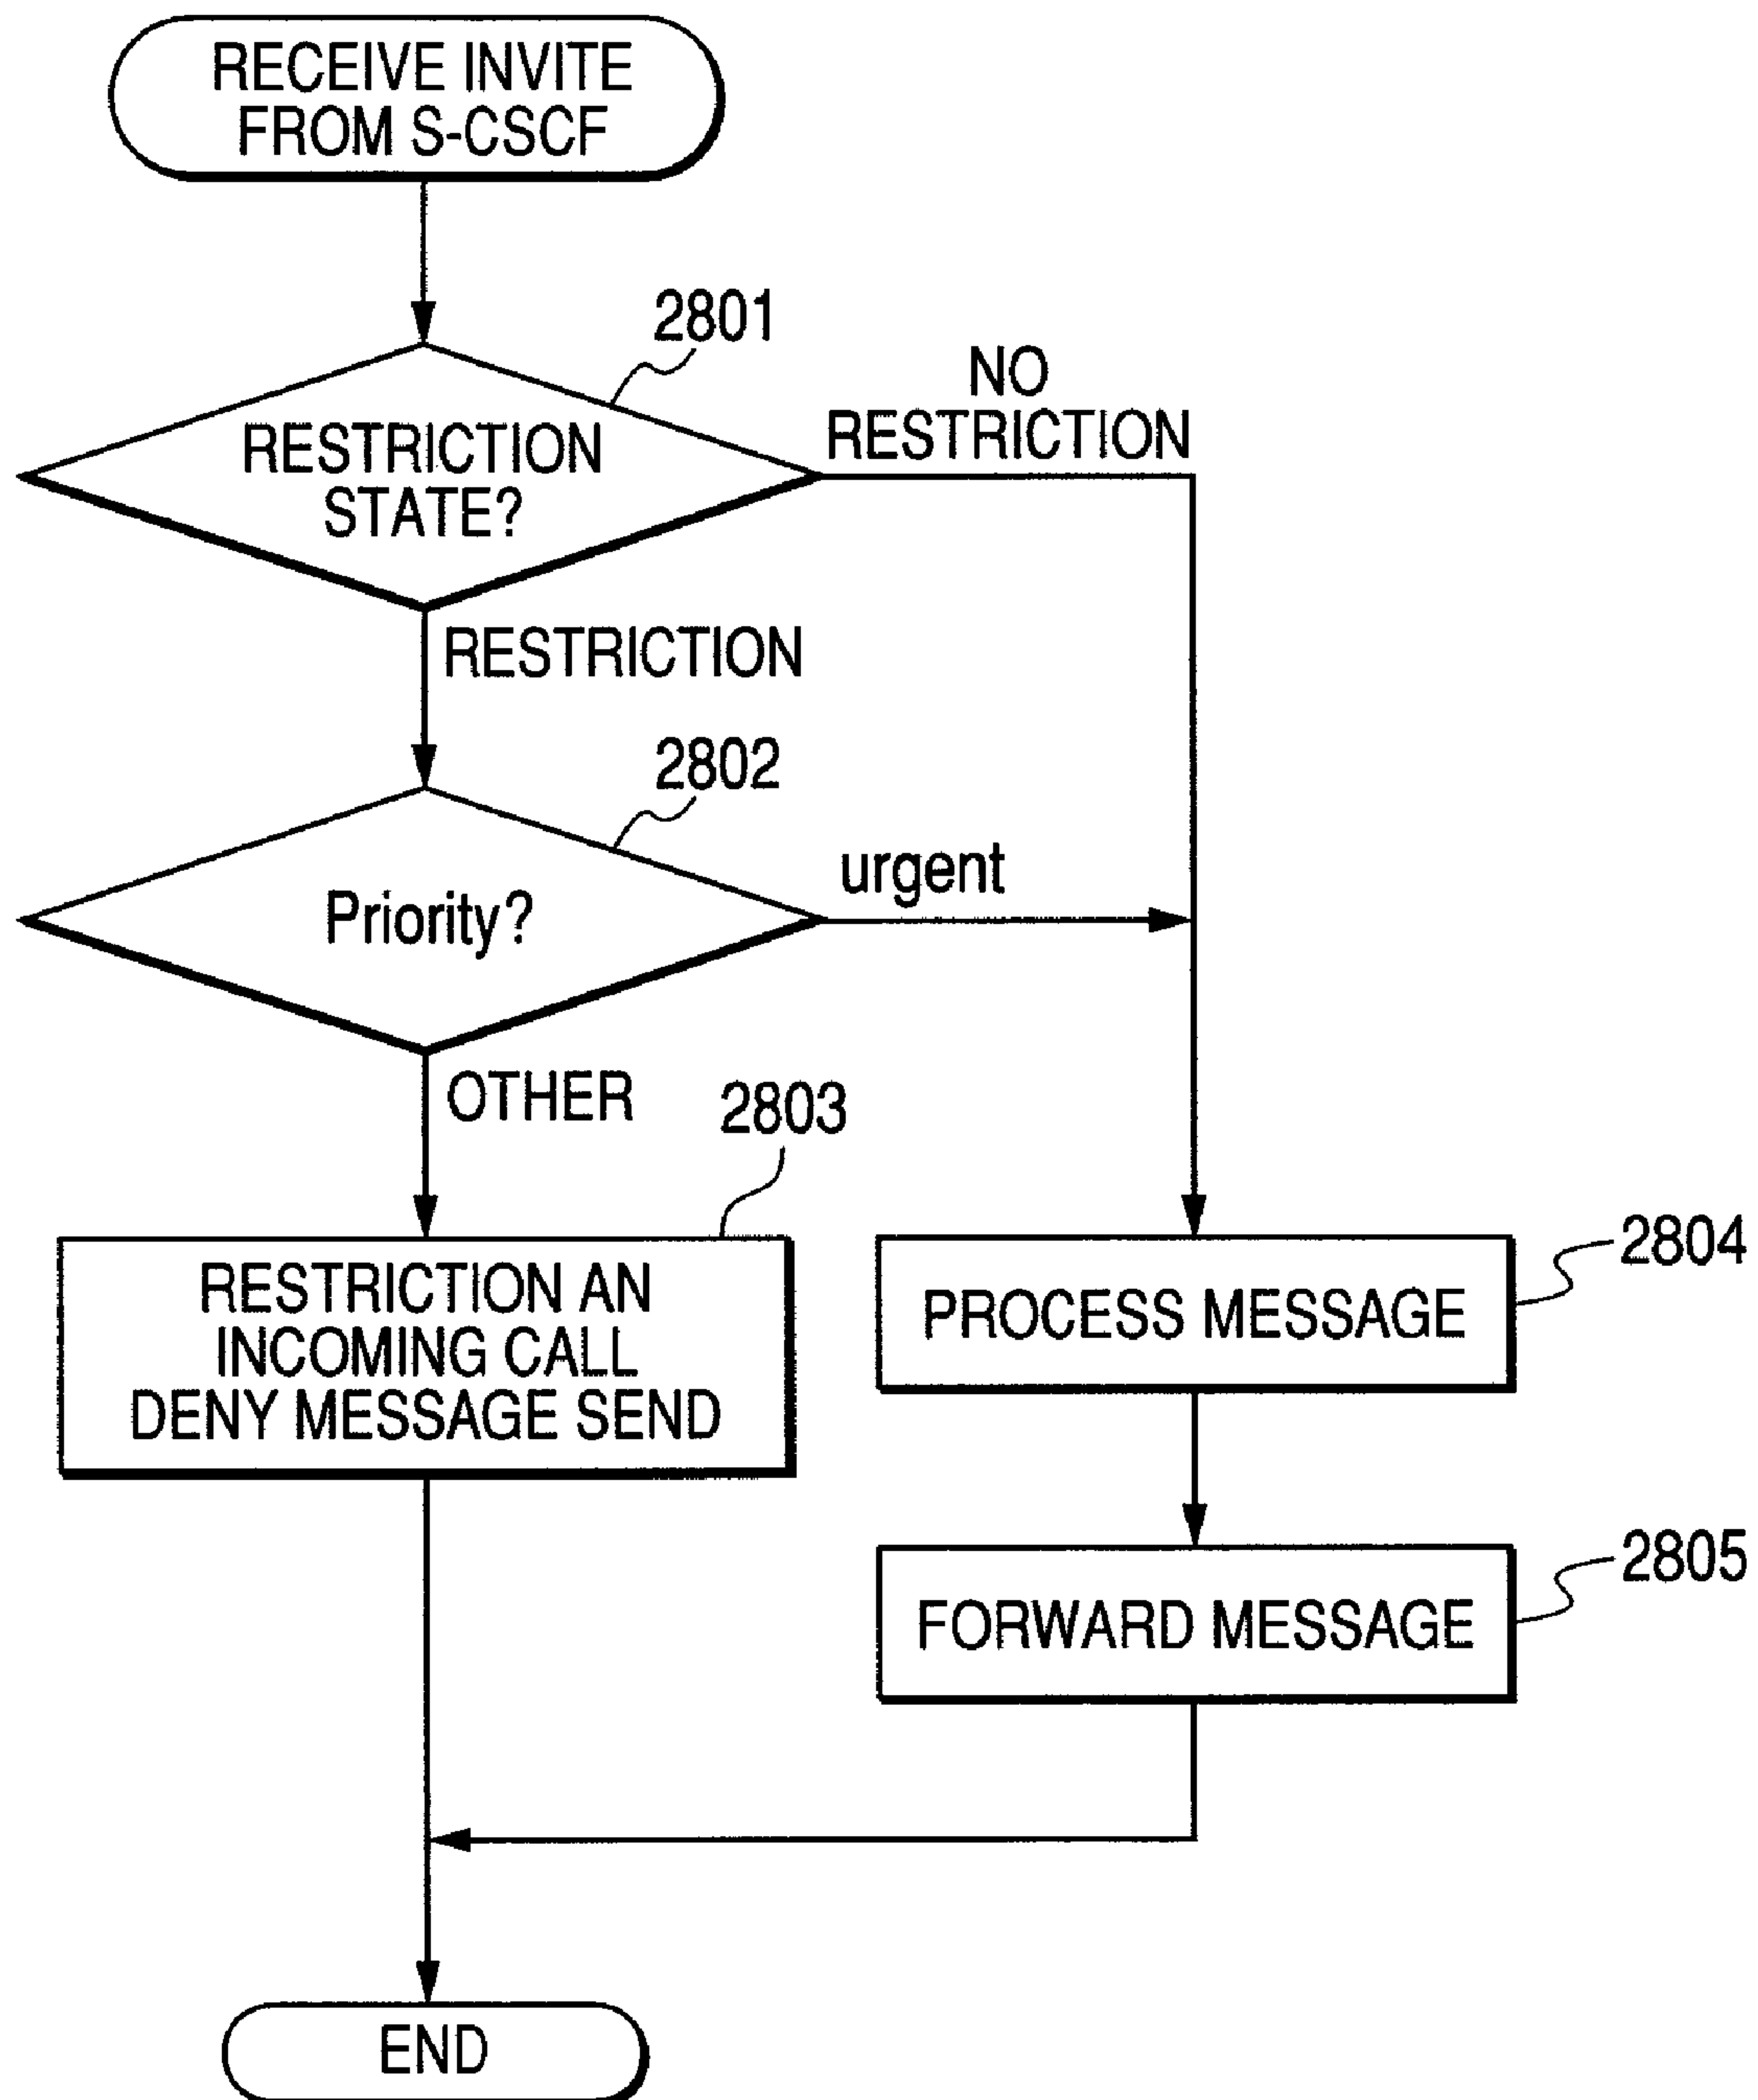 RECEIVE INVITE
FROM S-CSCF
2801
NO
RESTRICTION
RESTRICTION
STATE?
RESTRICTION
2802
urgent
Priority?
OTHER
2803
RESTRICTION AN
INCOMING CALL
DENY MESSAGE SEND
2804
PROCESS MESSAGE
2805
FORWARD MESSAGE
END